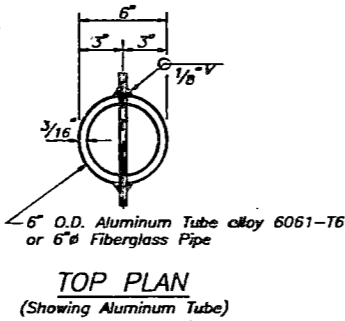 6"
3" 3"
1/8" V
3/16"
6" O.D. Aluminum Tube alloy 6061-T6
or 6"ø Fiberglass Pipe
TOP PLAN
(Showing Aluminum Tube)